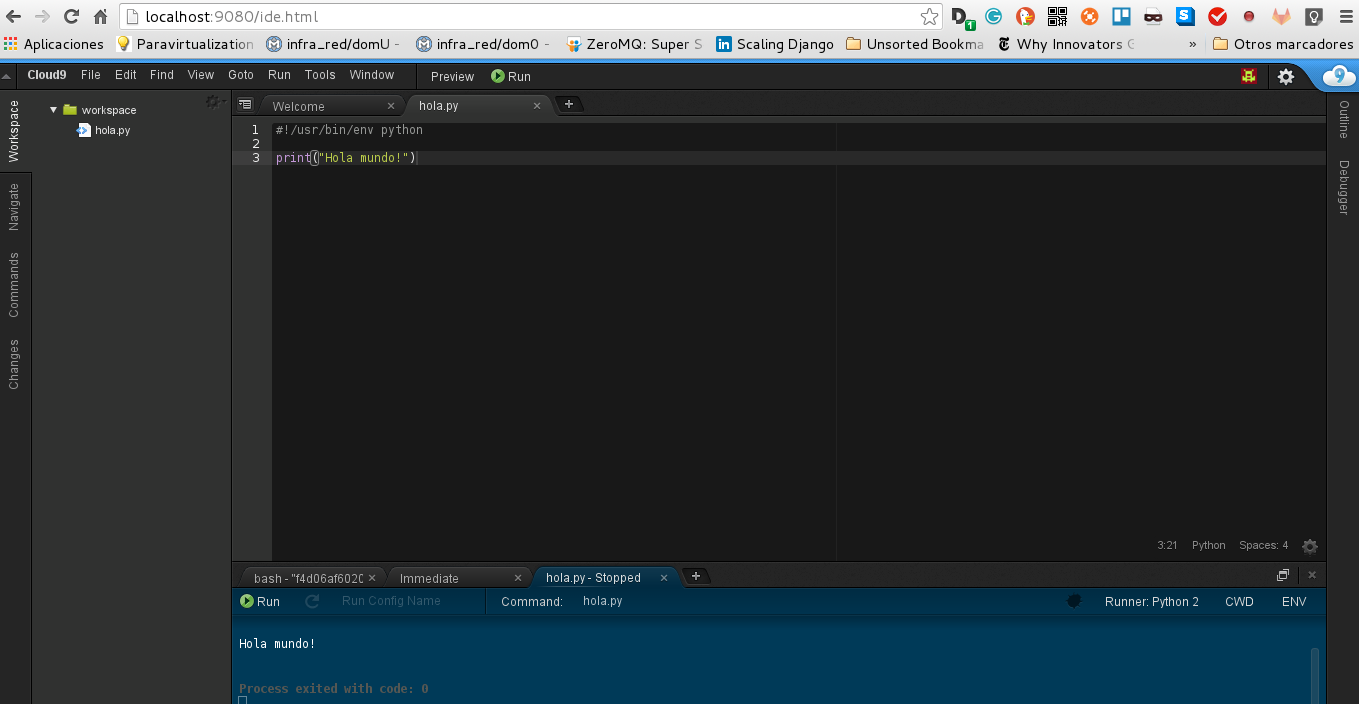 localhost:9080/ide.html
D 1
Aplicaciones Paravirtualization infra_red/domU - infra_red/dom0 - ZeroMQ: Super S Scaling Django Unsorted Bookma Why Innovators G » Otros marcadores
Cloud9 File Edit Find View Goto Run Tools Window Preview Run
Workspace
Navigate
Commands
Changes
workspace
hola.py
Welcome × hola.py × +
1 #!/usr/bin/env python
2
3 print("Hola mundo!")
3:21 Python Spaces: 4
Outline
Debugger
bash - "f4d06af6020 × Immediate × hola.py - Stopped × +
Run Run Config Name Command: hola.py Runner: Python 2 CWD ENV
Hola mundo!
Process exited with code: 0